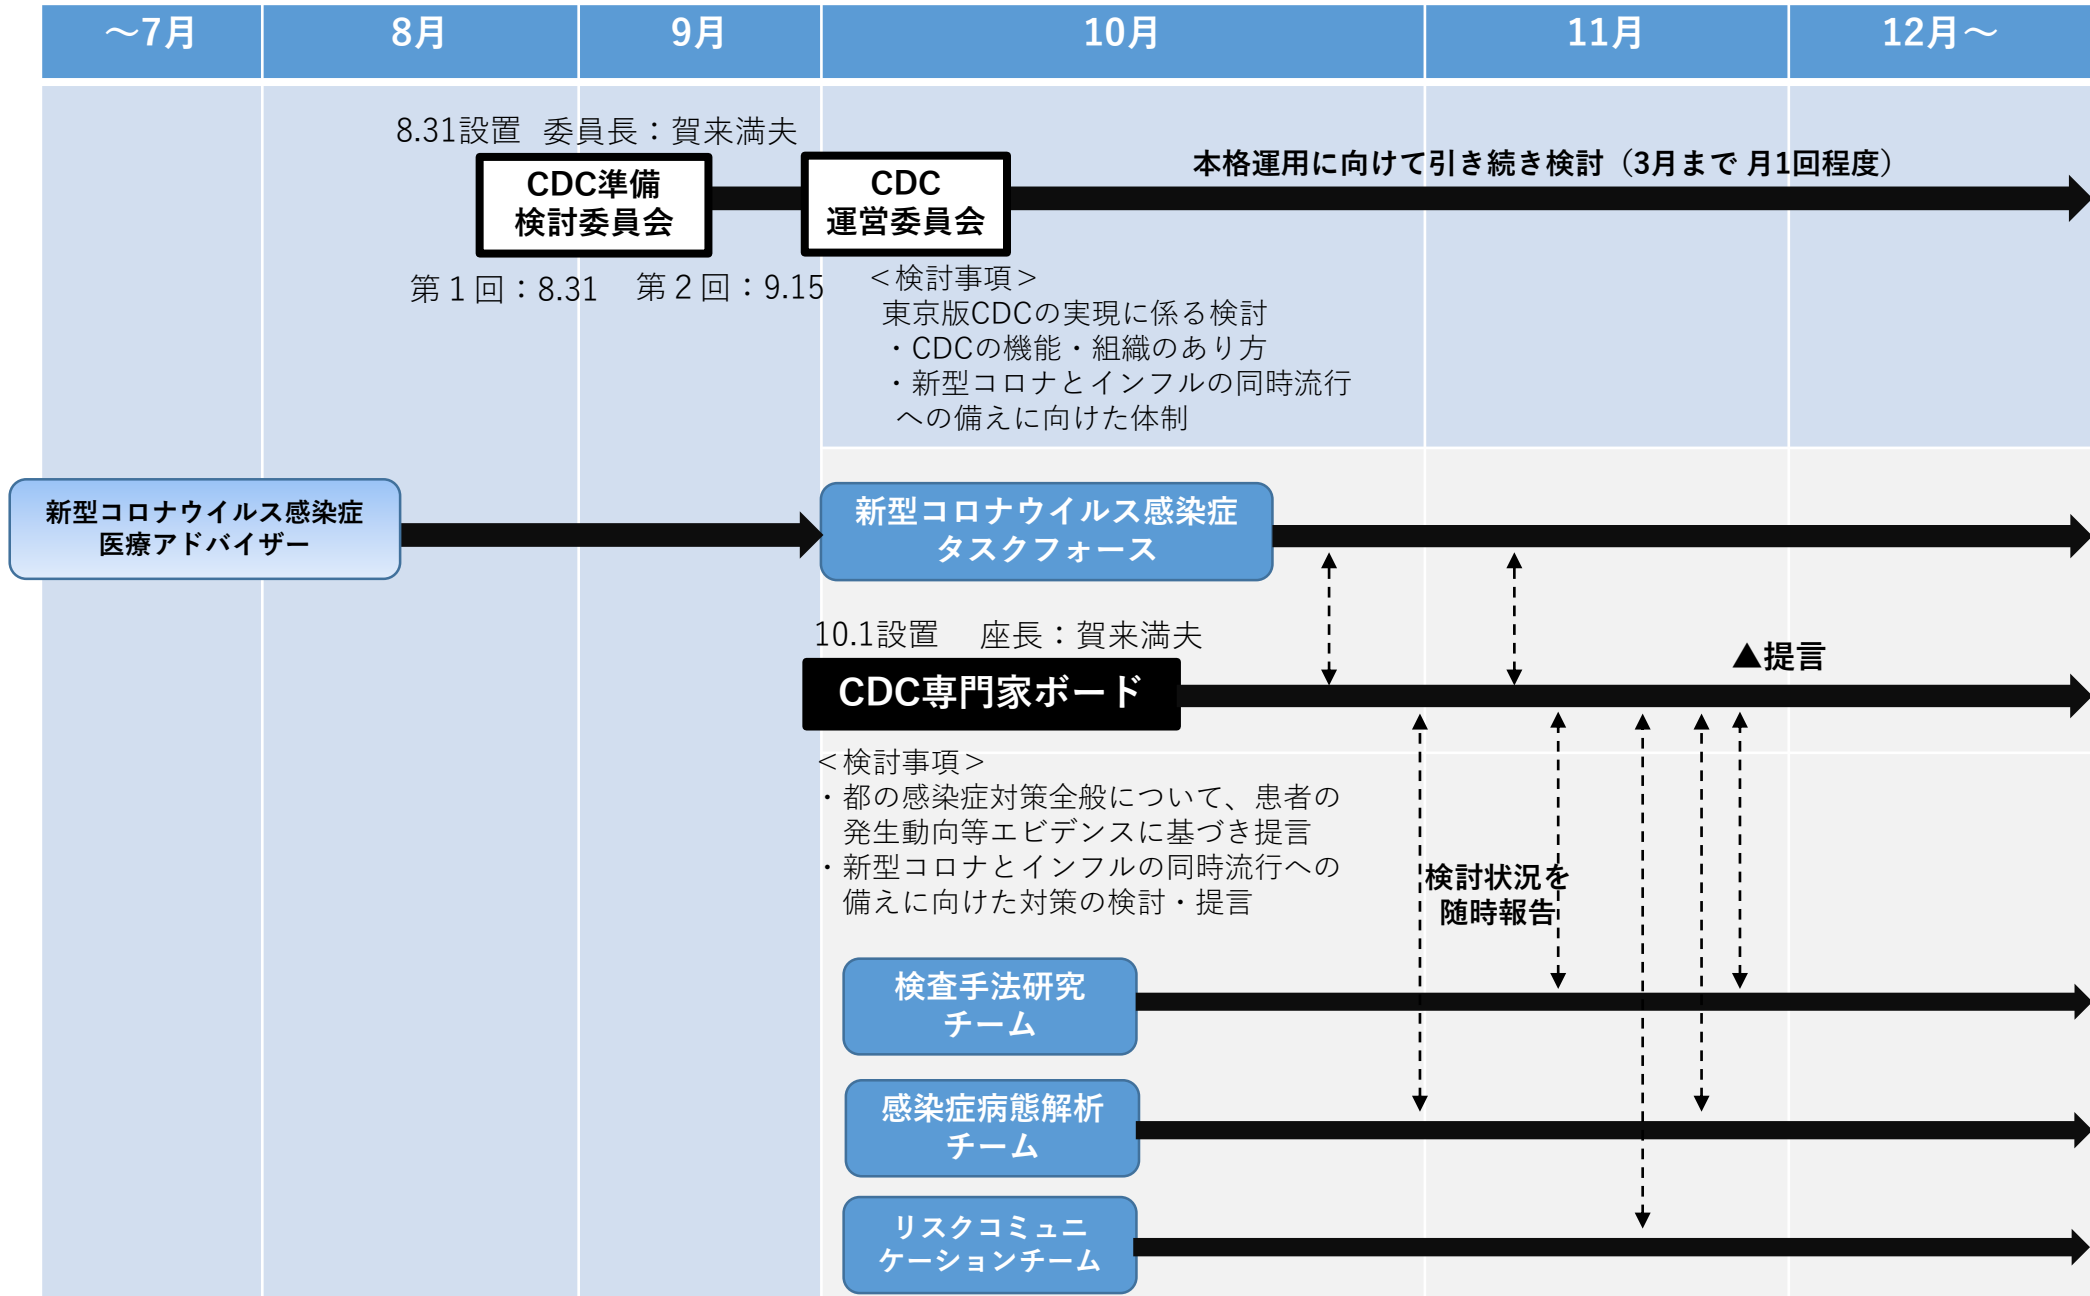 ～7月
8月
9月
10月
11月
12月～
8.31設置 委員長：賀来満夫
CDC準備
検討委員会
CDC
運営委員会
本格運用に向けて引き続き検討（3月まで 月1回程度）
第１回：8.31
第２回：9.15
＜検討事項＞
東京版CDCの実現に係る検討
・CDCの機能・組織のあり方
・新型コロナとインフルの同時流行
への備えに向けた体制
新型コロナウイルス感染症
医療アドバイザー
新型コロナウイルス感染症
タスクフォース
10.1設置 座長：賀来満夫
CDC専門家ボード
▲提言
＜検討事項＞
・都の感染症対策全般について、患者の
発生動向等エビデンスに基づき提言
・新型コロナとインフルの同時流行への
備えに向けた対策の検討・提言
検討状況を
随時報告
検査手法研究
チーム
感染症病態解析
チーム
リスクコミュニ
ケーションチーム